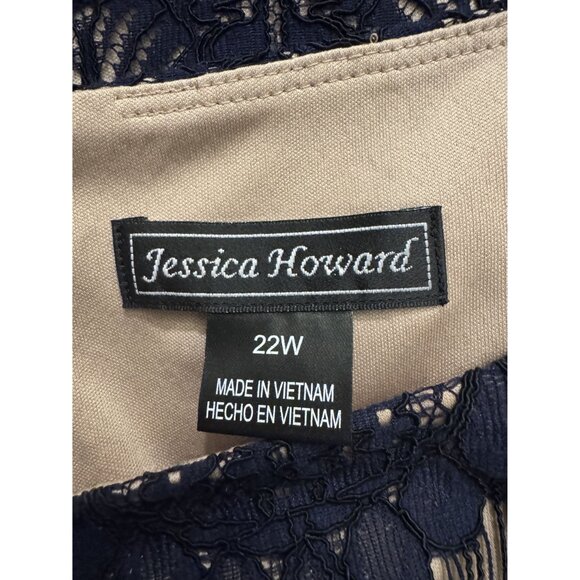 Jessica Howard
22W
MADE IN VIETNAM
HECHO EN VIETNAM